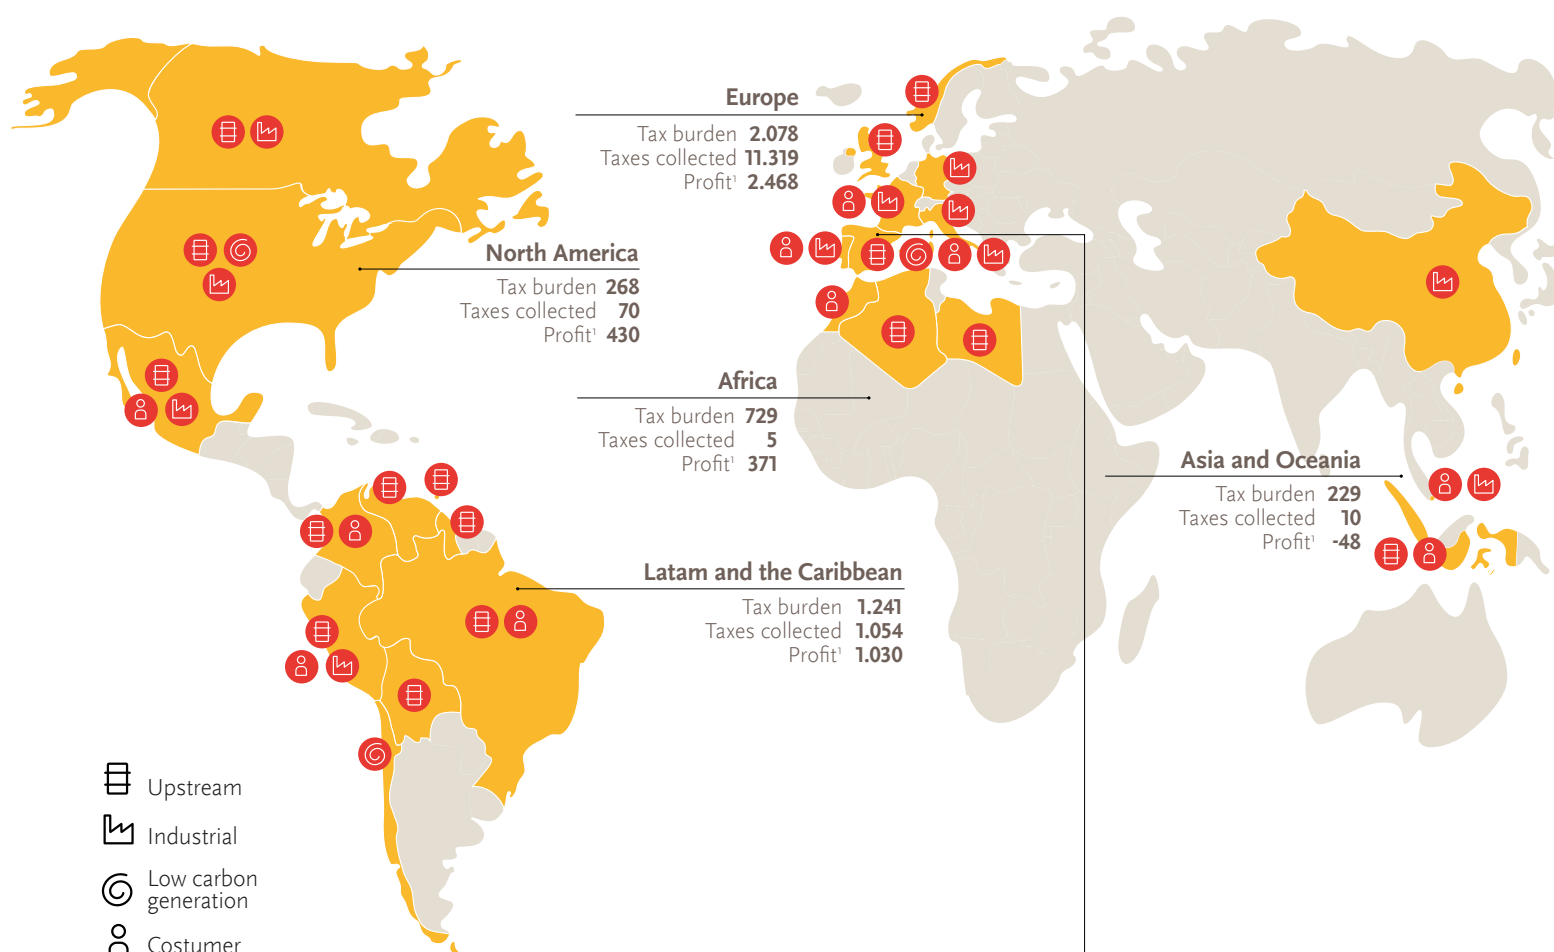 Europe
Tax burden 2.078
Taxes collected 11.319
Profit¹ 2.468
North America
Tax burden 268
Taxes collected 70
Profit¹ 430
Africa
Tax burden 729
Taxes collected 5
Profit¹ 371
Asia and Oceania
Tax burden 229
Taxes collected 10
Profit¹ -48
Latam and the Caribbean
Tax burden 1.241
Taxes collected 1.054
Profit¹ 1.030
Upstream
Industrial
Low carbon
generation
Costumer